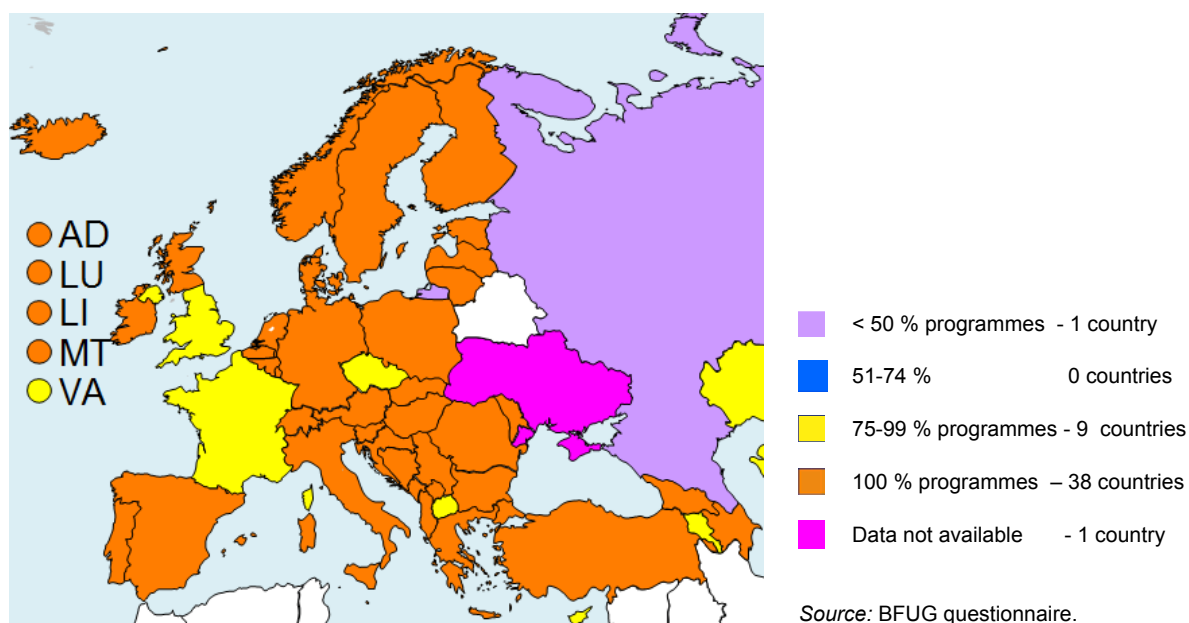 AD
LU
LI
MT
VA
< 50 % programmes - 1 country
51-74 % 0 countries
75-99 % programmes - 9 countries
100 % programmes – 38 countries
Data not available - 1 country
Source: BFUG questionnaire.